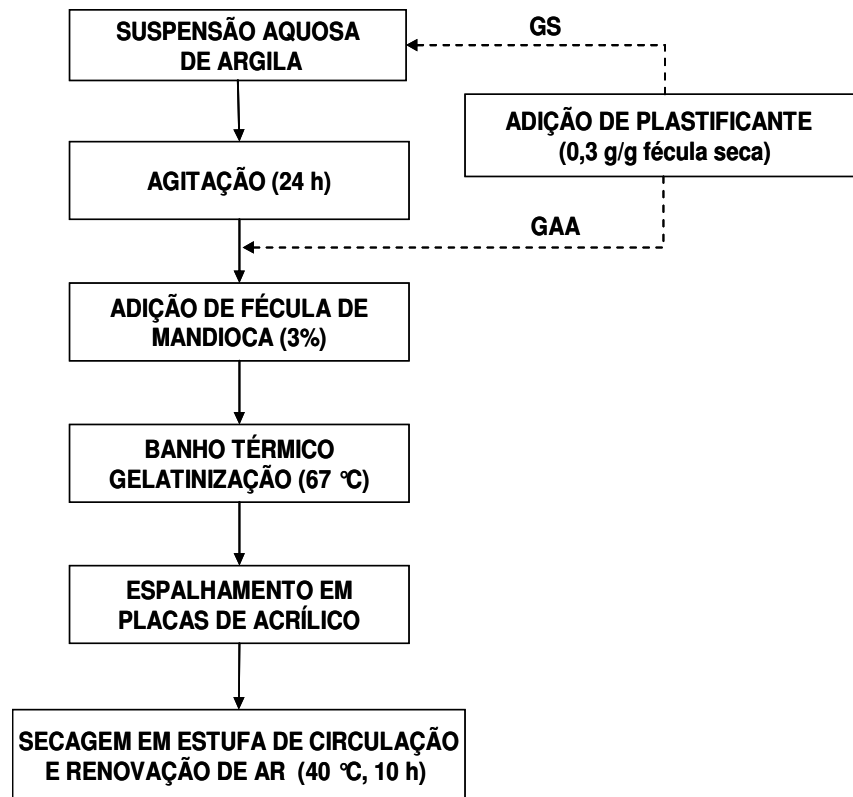 SUSPENSÃO AQUOSA
DE ARGILA
GS
ADIÇÃO DE PLASTIFICANTE
(0,3 g/g fécula seca)
AGITAÇÃO (24 h)
GAA
ADIÇÃO DE FÉCULA DE
MANDIOCA (3%)
BANHO TÉRMICO
GELATINIZAÇÃO (67 °C)
ESPALHAMENTO EM
PLACAS DE ACRÍLICO
SECAGEM EM ESTUFA DE CIRCULAÇÃO
E RENOVAÇÃO DE AR (40 °C, 10 h)